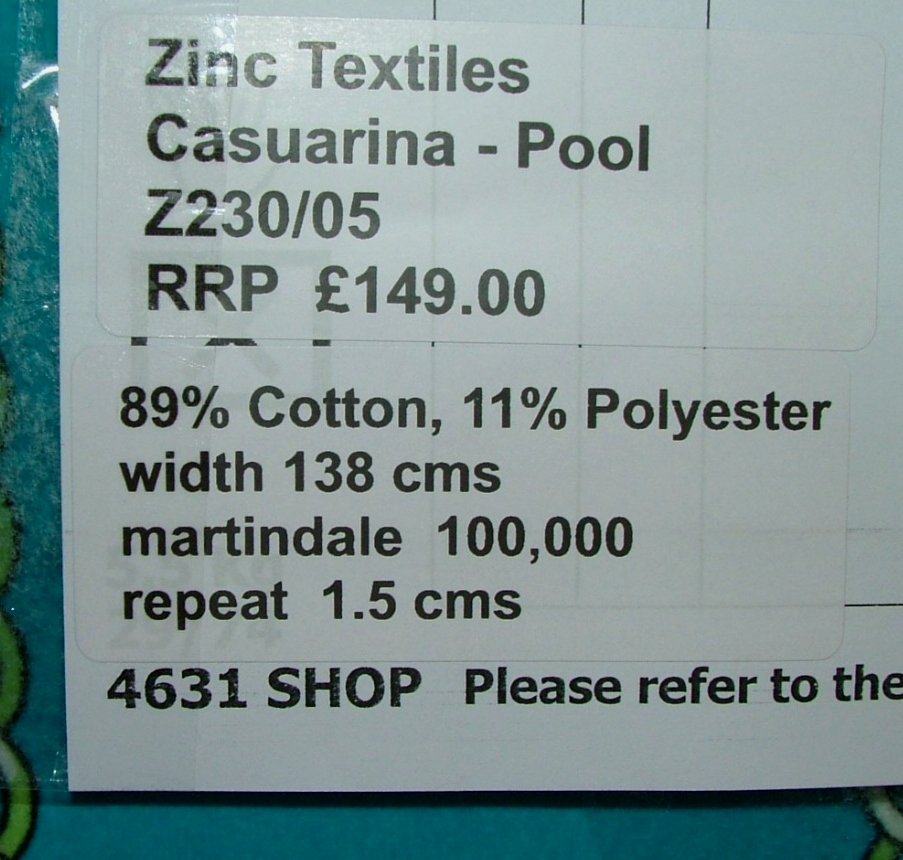 Zinc Textiles
Casuarina - Pool
Z230/05
RRP £149.00
89% Cotton, 11% Polyester
width 138 cms
martindale 100,000
repeat 1.5 cms
4631 SHOP Please refer to the